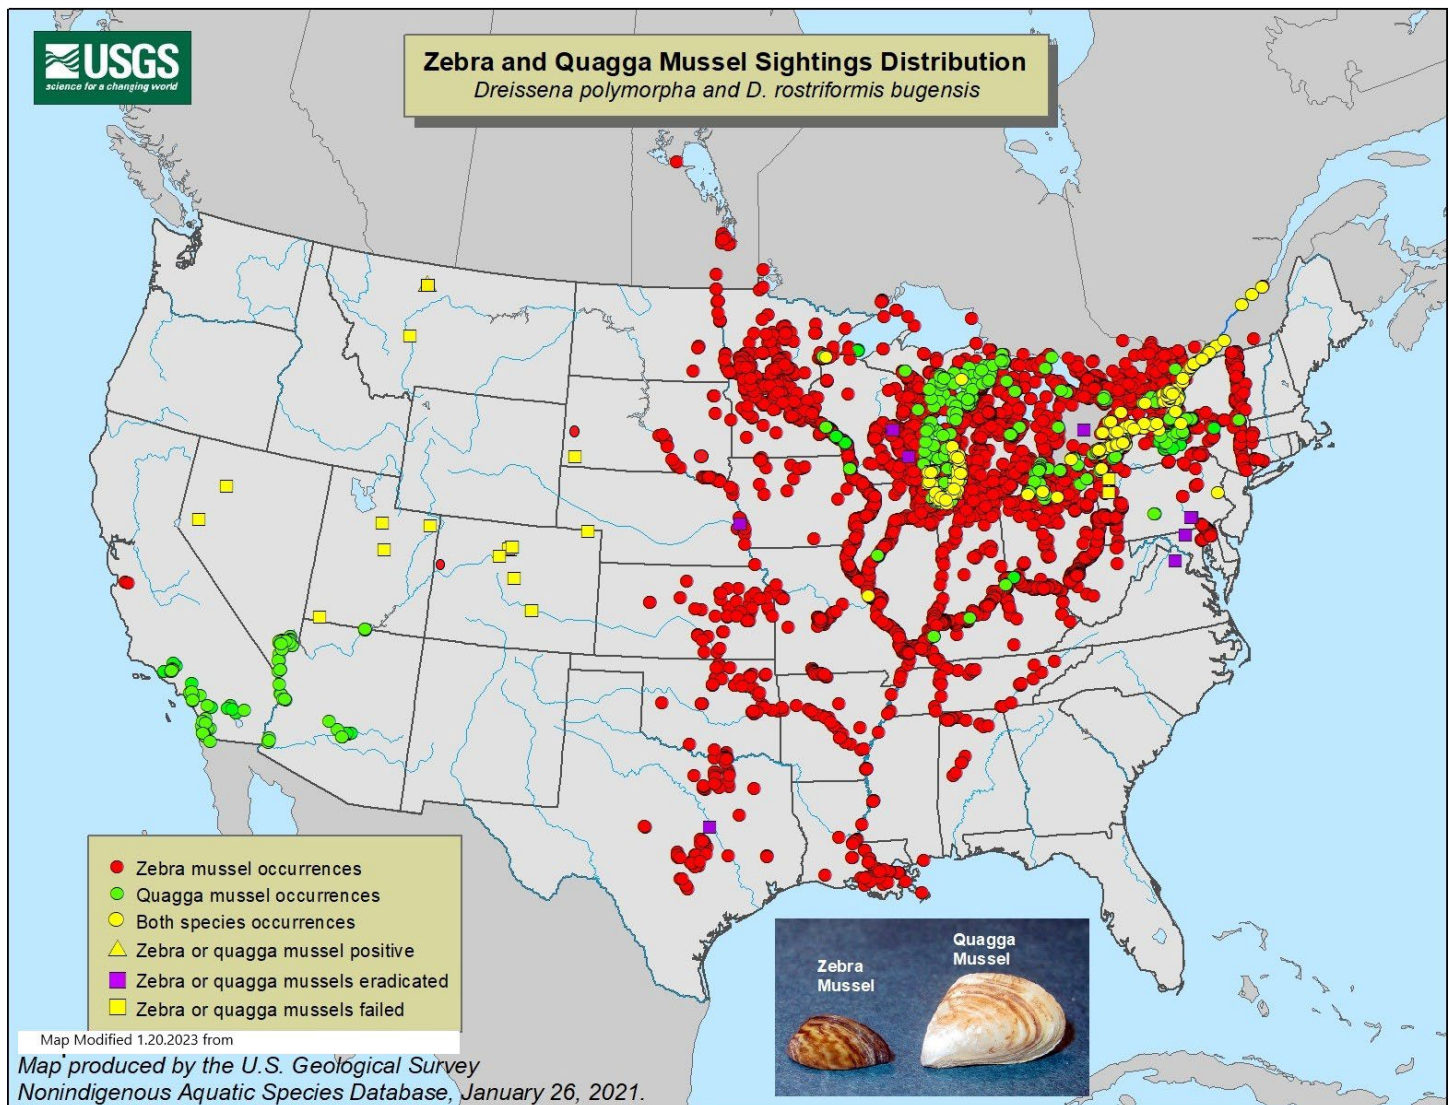 USGS
science for a changing world
Zebra and Quagga Mussel Sightings Distribution
Dreissena polymorpha and D. rostriformis bugensis
Zebra mussel occurrences
Quagga mussel occurrences
Both species occurrences
Zebra or quagga mussel positive
Zebra or quagga mussels eradicated
Zebra or quagga mussels failed
Map Modified 1.20.2023 from
Map produced by the U.S. Geological Survey
Nonindigenous Aquatic Species Database, January 26, 2021.
Zebra
Mussel
Quagga
Mussel